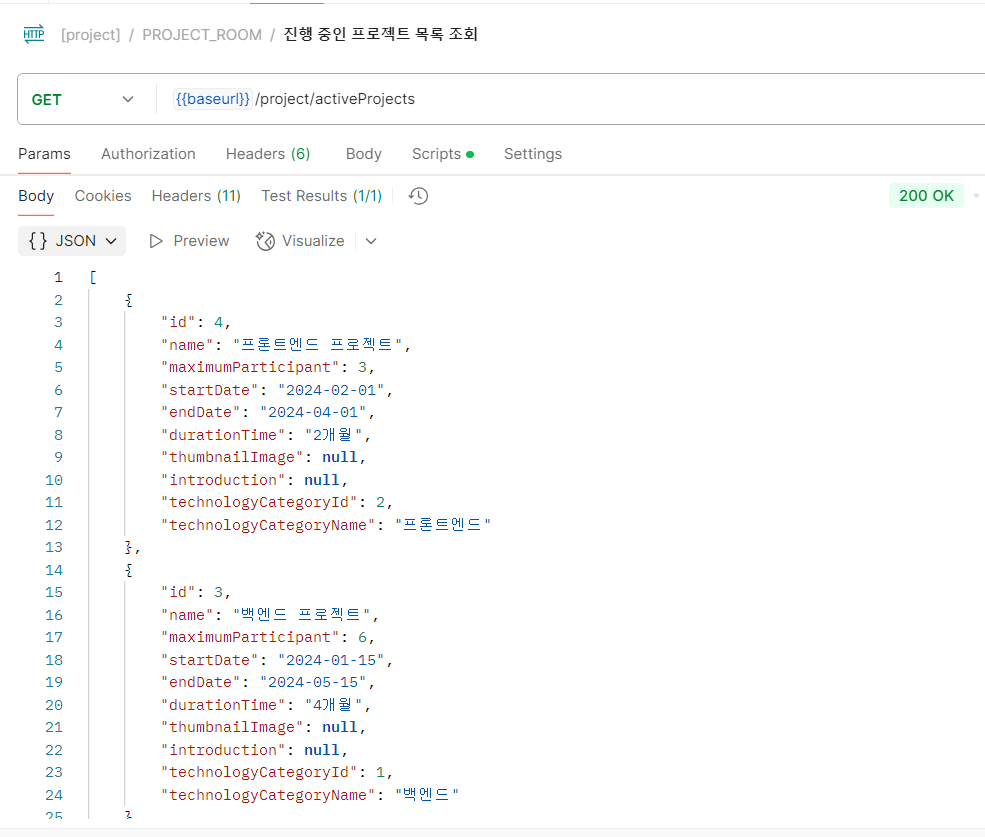 HTTP [project] / PROJECT_ROOM / 진행 중인 프로젝트 목록 조회
GET {{baseurl}} /project/activeProjects
Params Authorization Headers (6) Body Scripts Settings
Body Cookies Headers (11) Test Results (1/1) 200 OK
{} JSON Preview Visualize
1 [
2 {
3 "id": 4,
4 "name": "프론트엔드 프로젝트",
5 "maximumParticipant": 3,
6 "startDate": "2024-02-01",
7 "endDate": "2024-04-01",
8 "durationTime": "2개월",
9 "thumbnailImage": null,
10 "introduction": null,
11 "technologyCategoryId": 2,
12 "technologyCategoryName": "프론트엔드"
13 },
14 {
15 "id": 3,
16 "name": "백엔드 프로젝트",
17 "maximumParticipant": 6,
18 "startDate": "2024-01-15",
19 "endDate": "2024-05-15",
20 "durationTime": "4개월",
21 "thumbnailImage": null,
22 "introduction": null,
23 "technologyCategoryId": 1,
24 "technologyCategoryName": "백엔드"
25 }